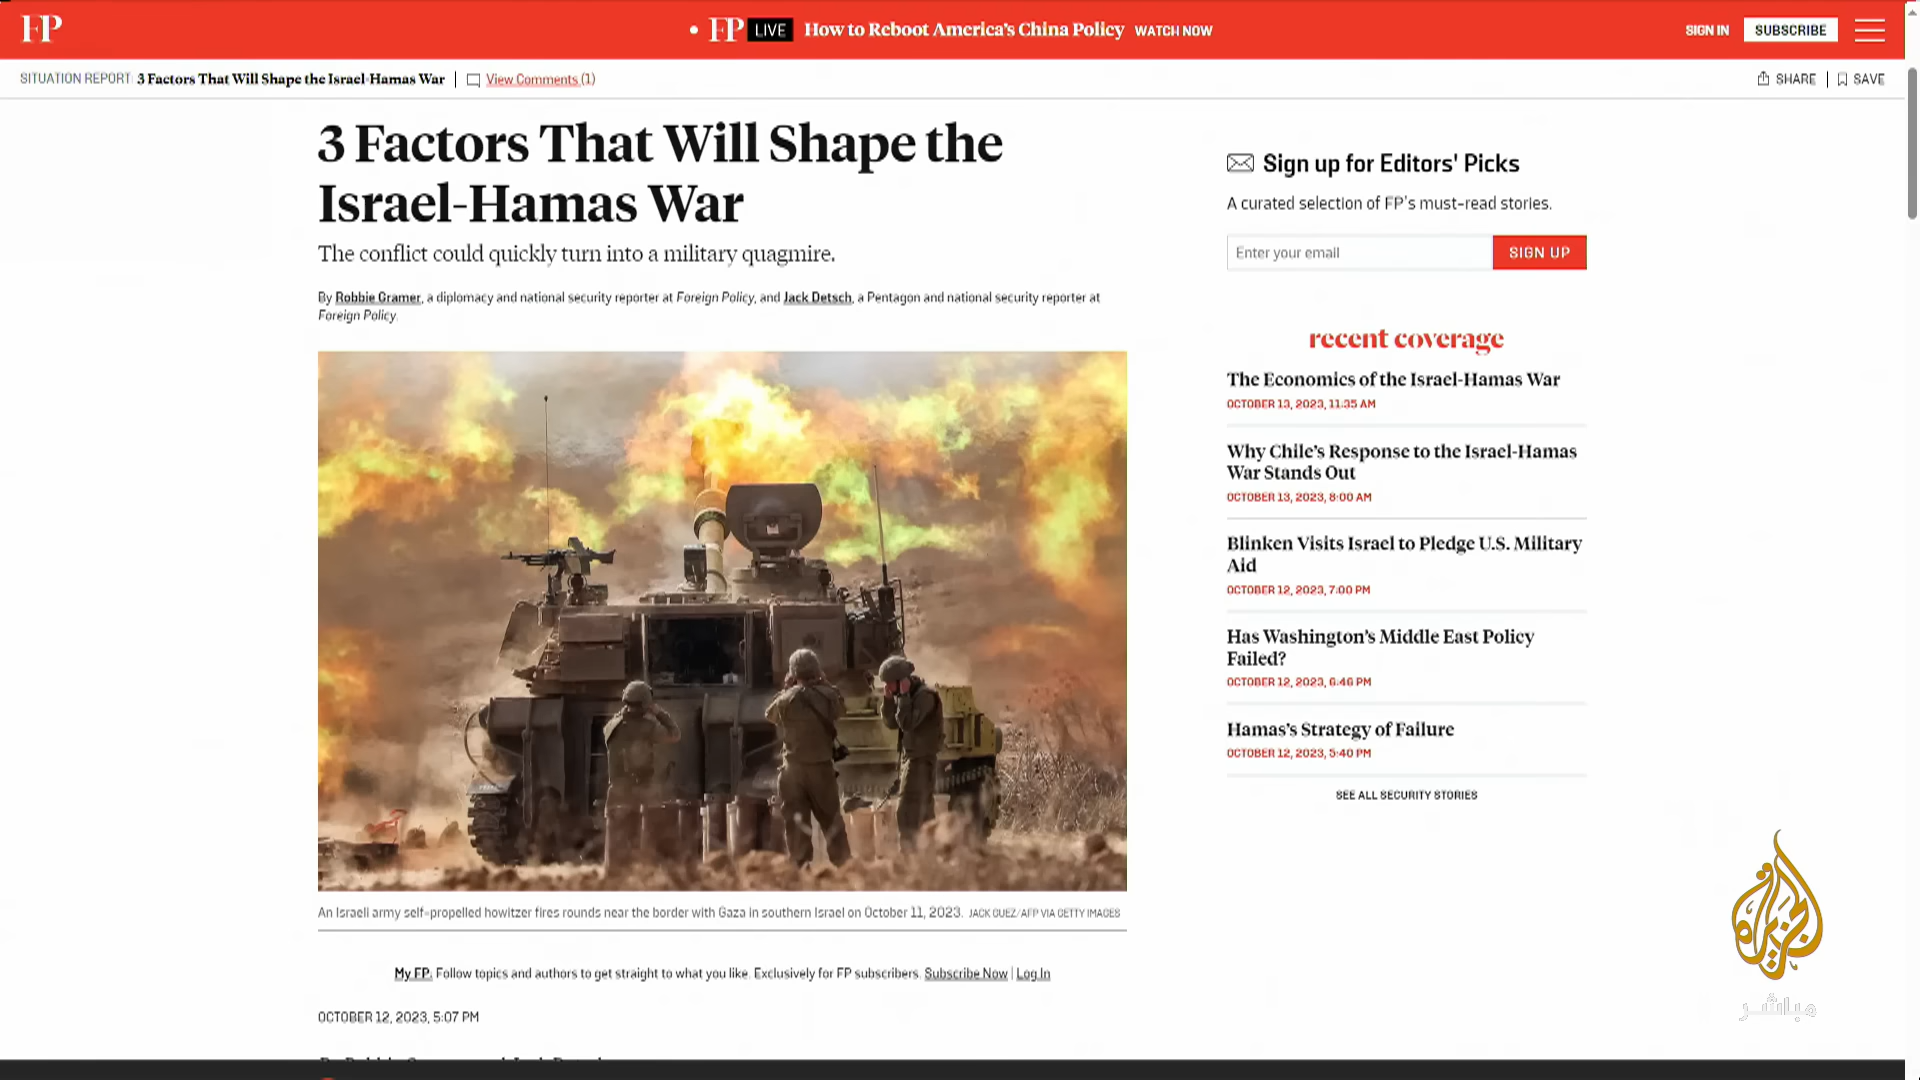 FP
FP LIVE How to Reboot America's China Policy WATCH NOW
SIGN IN
SUBSCRIBE
SITUATION REPORT: 3 Factors That Will Shape the Israel-Hamas War
View Comments (1)
SHARE
SAVE
3 Factors That Will Shape the
Israel-Hamas War
The conflict could quickly turn into a military quagmire.
By Robbie Gramer, a diplomacy and national security reporter at Foreign Policy, and Jack Detsch, a Pentagon and national security reporter at
Foreign Policy.
An Israeli army self-propelled howitzer fires rounds near the border with Gaza in southern Israel on October 11, 2023. JACK GUEZ/AFP VIA GETTY IMAGES
My FP: Follow topics and authors to get straight to what you like. Exclusively for FP subscribers. Subscribe Now | Log In
OCTOBER 12, 2023, 5:07 PM
Sign up for Editors' Picks
A curated selection of FP's must-read stories.
Enter your email
SIGN UP
recent coverage
The Economics of the Israel-Hamas War
OCTOBER 13, 2023, 11:35 AM
Why Chile's Response to the Israel-Hamas
War Stands Out
OCTOBER 13, 2023, 8:00 AM
Blinken Visits Israel to Pledge U.S. Military
Aid
OCTOBER 12, 2023, 7:00 PM
Has Washington's Middle East Policy
Failed?
OCTOBER 12, 2023, 6:46 PM
Hamas's Strategy of Failure
OCTOBER 12, 2023, 5:40 PM
SEE ALL SECURITY STORIES
الجزيرة
مباشر